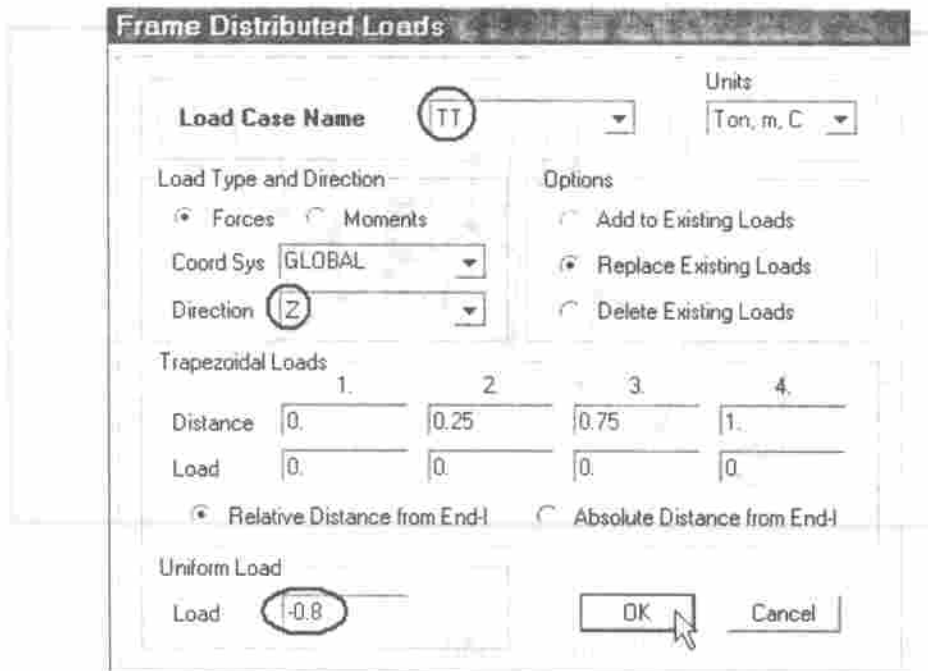 Frame Distributed Loads
Units
Load Case Name TT Ton, m, C
Load Type and Direction Options
Forces Moments Add to Existing Loads
Coord Sys GLOBAL Replace Existing Loads
Direction Z Delete Existing Loads
Trapezoidal Loads
1. 2. 3. 4.
Distance 0. 0.25 0.75 1.
Load 0. 0. 0. 0.
Relative Distance from End-I Absolute Distance from End-I
Uniform Load
Load -0.8 OK Cancel